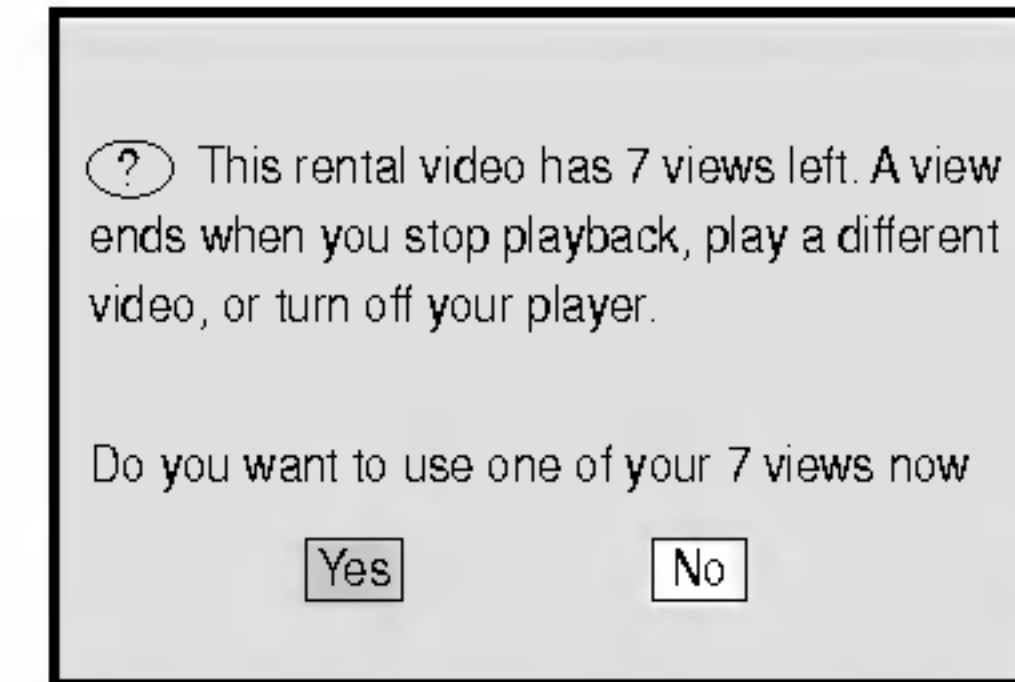 ? This rental video has 7 views left. A view
ends when you stop playback, play a different
video, or turn off your player.
Do you want to use one of your 7 views now
Yes No